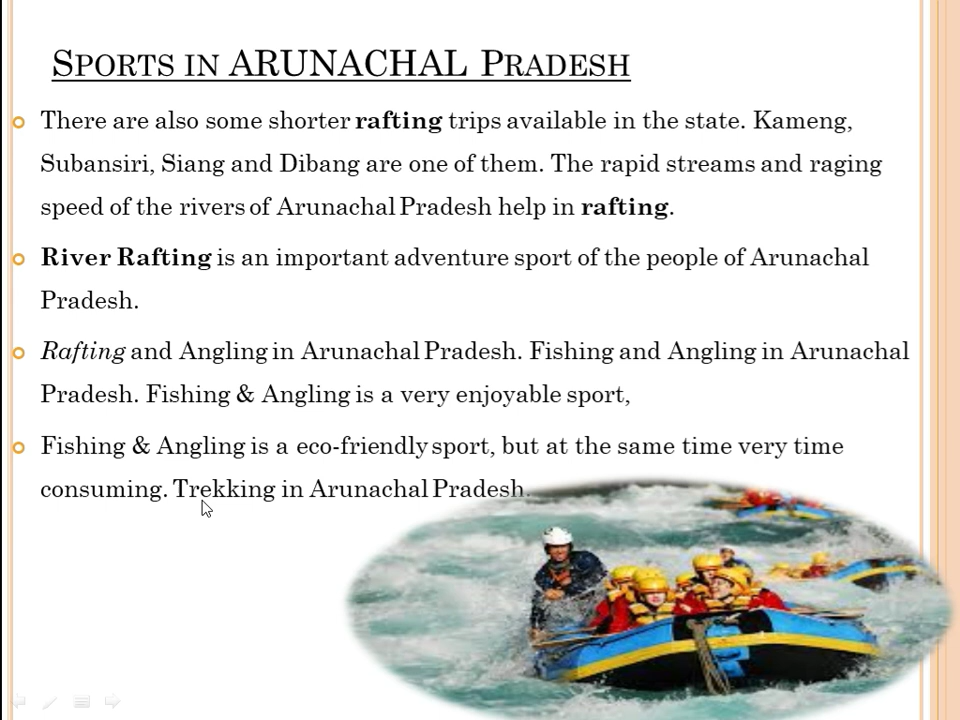 SPORTS IN ARUNACHAL PRADESH
There are also some shorter rafting trips available in the state. Kameng,
Subansiri, Siang and Dibang are one of them. The rapid streams and raging
speed of the rivers of Arunachal Pradesh help in rafting.
River Rafting is an important adventure sport of the people of Arunachal
Pradesh.
Rafting and Angling in Arunachal Pradesh. Fishing and Angling in Arunachal
Pradesh. Fishing & Angling is a very enjoyable sport,
Fishing & Angling is a eco-friendly sport, but at the same time very time
consuming. Trekking in Arunachal Pradesh.